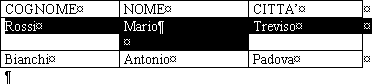 COGNOME¤ NOME¤ CITTA’¤ ¤
Rossi¤ Mario¶ Treviso¤ ¤
¤
Bianchi¤ Antonio¤ Padova¤ ¤
¶